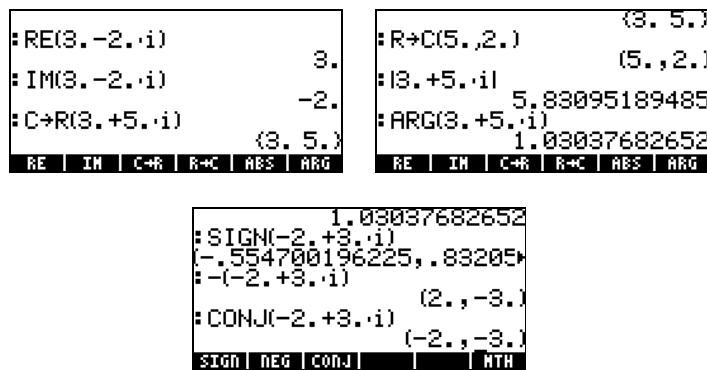 :RE(3.-2.·i)
3.
:IM(3.-2.·i)
-2.
:C→R(3.+5.·i)
(3. 5.)
RE IM C→R R→C ABS ARG
(3. 5.)
:R→C(5.,2.)
(5.,2.)
:|3.+5.·i|
5.83095189485
:ARG(3.+5.·i)
1.03037682652
RE IM C→R R→C ABS ARG
1.03037682652
:SIGN(-2.+3.·i)
(-.554700196225,.83205▶
:-(-2.+3.·i)
(2.,-3.)
:CONJ(-2.+3.·i)
(-2.,-3.)
SIGN NEG CONJ MTH